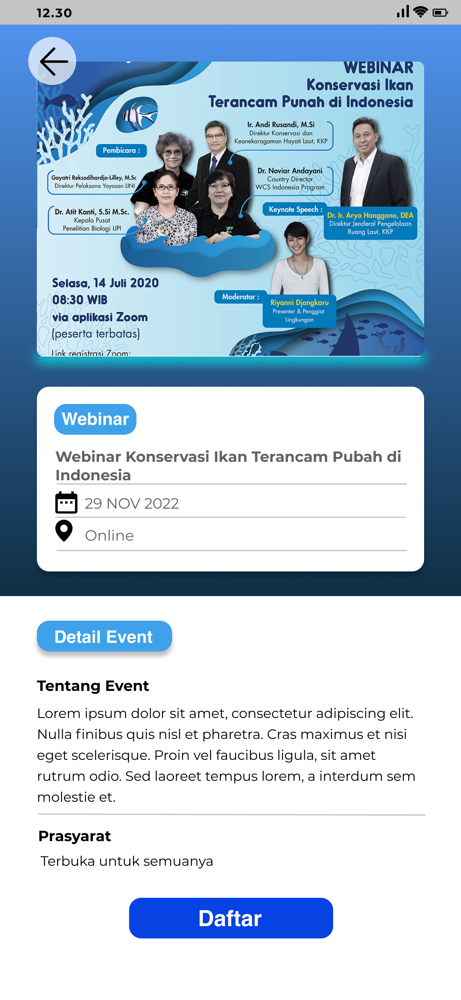 12.30
WEBINAR
Konservasi Ikan
Terancam Punah di Indonesia
Pembicara :
Ir. Andi Rusandi, M.Si
Direktur Konservasi dan
Keanekaragaman Hayati Laut, KKP
Gayatri Reksodihardjo-Lilley, M.Sc
Direktur Pelaksana Yayasan LINI
Dr. Noviar Andayani
Country Director
WCS Indonesia Program
Dr. Atit Kanti, S.Si M.Sc.
Kepala Pusat
Penelitian Biologi LIPI
Keynote Speech :
Dr. Ir. Aryo Hanggono, DEA
Direktur Jenderal Pengelolaan
Ruang Laut, KKP
Selasa, 14 Juli 2020
08:30 WIB
via aplikasi Zoom
(peserta terbatas)
Link registrasi Zoom:
Moderator :
Riyanni Djangkaru
Presenter & Penggiat
Lingkungan
Webinar
Webinar Konservasi Ikan Terancam Pubah di
Indonesia
29 NOV 2022
Online
Detail Event
Tentang Event
Lorem ipsum dolor sit amet, consectetur adipiscing elit.
Nulla finibus quis nisl et pharetra. Cras maximus et nisi
eget scelerisque. Proin vel faucibus ligula, sit amet
rutrum odio. Sed laoreet tempus lorem, a interdum sem
molestie et.
Prasyarat
Terbuka untuk semuanya
Daftar